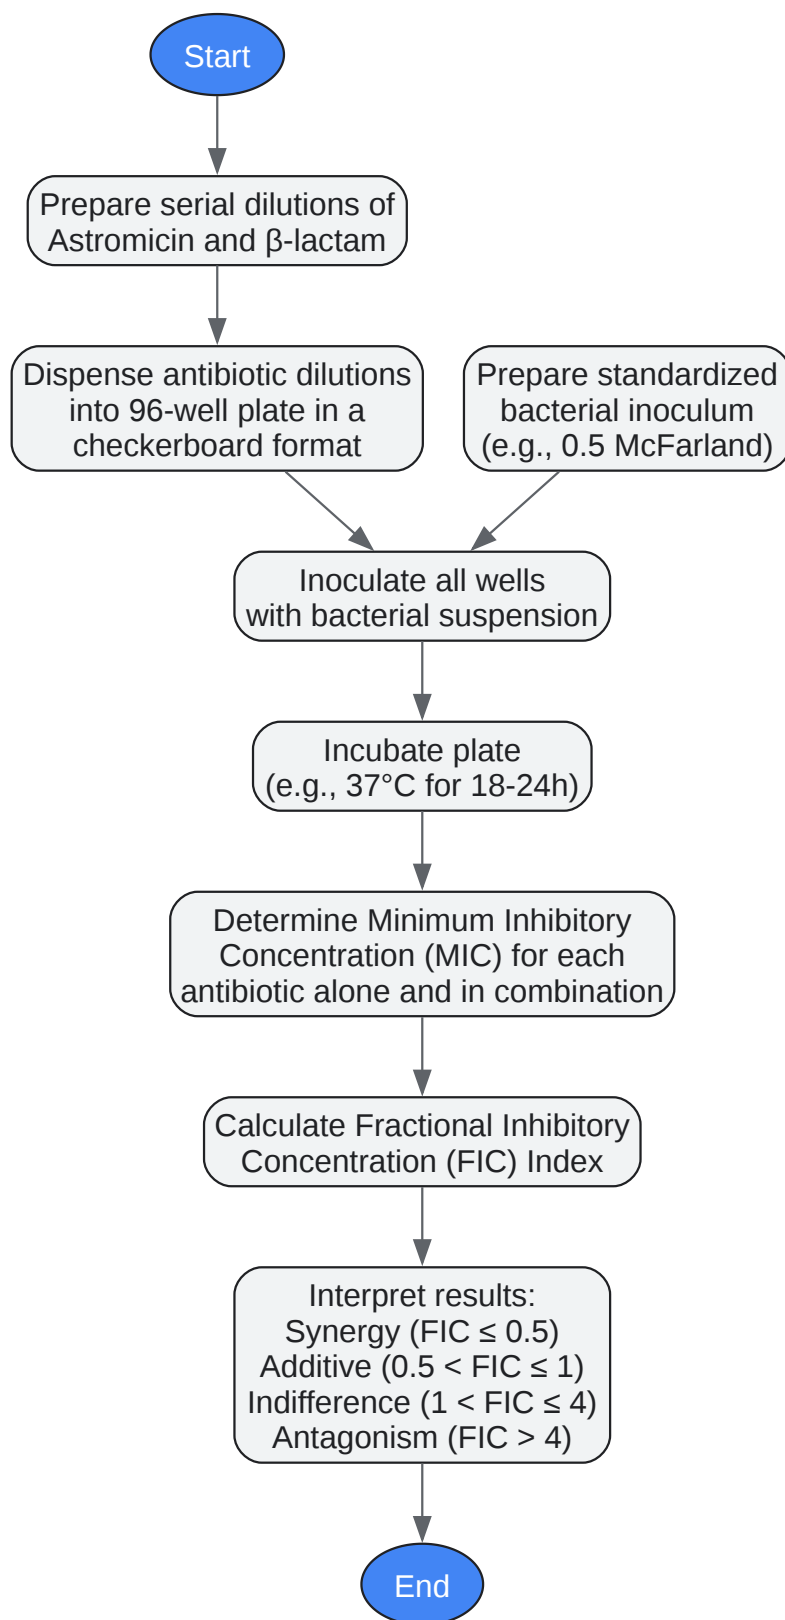 Start
Prepare serial dilutions of
Astromicin and β-lactam
Dispense antibiotic dilutions
into 96-well plate in a
checkerboard format
Prepare standardized
bacterial inoculum
(e.g., 0.5 McFarland)
Inoculate all wells
with bacterial suspension
Incubate plate
(e.g., 37°C for 18-24h)
Determine Minimum Inhibitory
Concentration (MIC) for each
antibiotic alone and in combination
Calculate Fractional Inhibitory
Concentration (FIC) Index
Interpret results:
Synergy (FIC ≤ 0.5)
Additive (0.5 < FIC ≤ 1)
Indifference (1 < FIC ≤ 4)
Antagonism (FIC > 4)
End